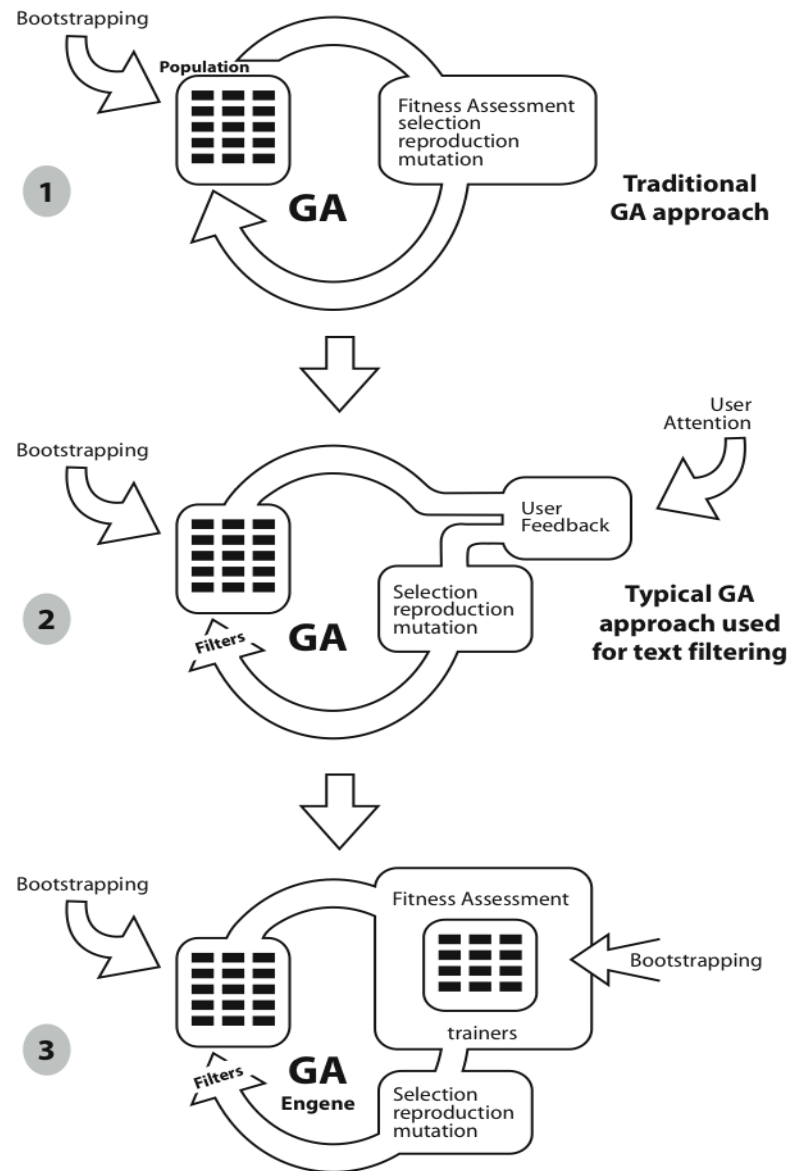 Bootstrapping
Population
Fitness Assessment
selection
reproduction
mutation
1
GA
Traditional
GA approach
User
Attention
Bootstrapping
User
Feedback
Selection
reproduction
mutation
2
GA
Filters
Typical GA
approach used
for text filtering
Bootstrapping
Fitness Assessment
Bootstrapping
trainers
3
GA
Engene
Filters
Selection
reproduction
mutation